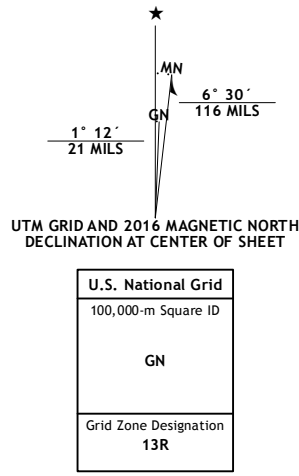 MN
GN
6° 30´
116 MILS
1° 12´
21 MILS
UTM GRID AND 2016 MAGNETIC NORTH
DECLINATION AT CENTER OF SHEET
U.S. National Grid
100,000-m Square ID
GN
Grid Zone Designation
13R